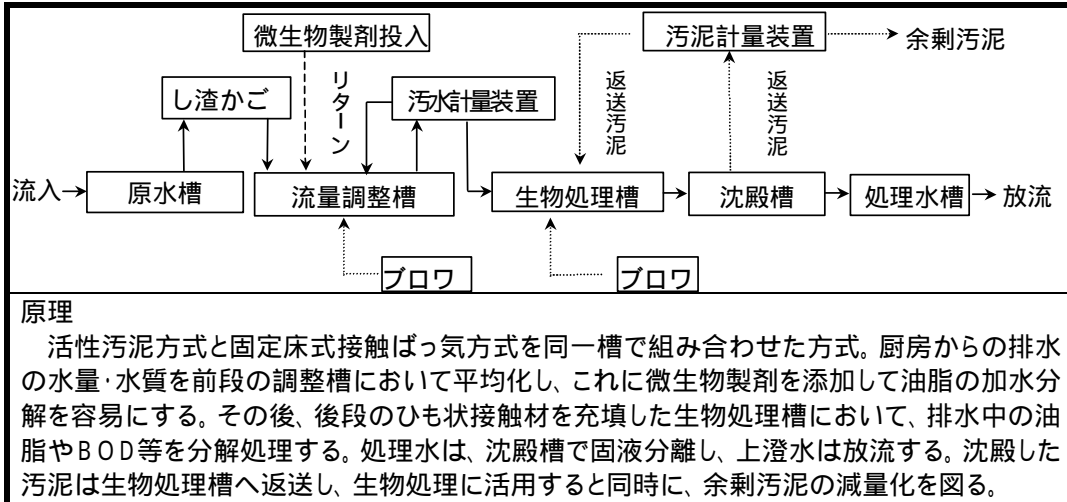 微生物製剤投入
汚泥計量装置
余剰汚泥
し渣かご
リターン
汚水計量装置
返送汚泥
返送汚泥
流入
原水槽
流量調整槽
生物処理槽
沈殿槽
処理水槽
放流
ブロワ
ブロワ
原理
活性汚泥方式と固定床式接触ばっ気方式を同一槽で組み合わせた方式。厨房からの排水
の水量・水質を前段の調整槽において平均化し、これに微生物製剤を添加して油脂の加水分
解を容易にする。その後、後段のひも状接触材を充填した生物処理槽において、排水中の油
脂やBOD等を分解処理する。処理水は、沈殿槽で固液分離し、上澄水は放流する。沈殿した
汚泥は生物処理槽へ返送し、生物処理に活用すると同時に、余剰汚泥の減量化を図る。